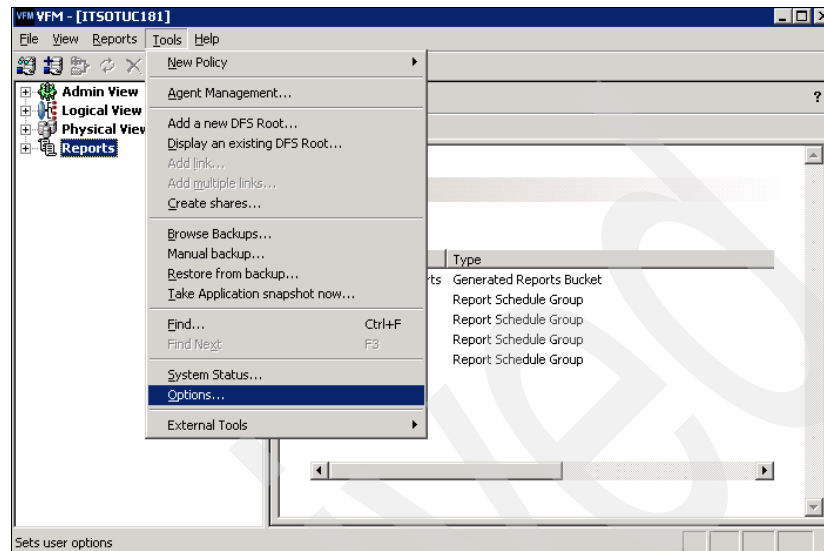 VFM VFM - [ITSOTUC181]
File View Reports Tools Help
New Policy
Agent Management...
Add a new DFS Root...
Display an existing DFS Root...
Add link...
Add multiple links...
Create shares...
Browse Backups...
Manual backup...
Restore from backup...
Take Application snapshot now...
Find... Ctrl+F
Find Next F3
System Status...
Options...
External Tools
Admin View
Logical View
Physical View
Reports
?
Type
ts Generated Reports Bucket
Report Schedule Group
Report Schedule Group
Report Schedule Group
Report Schedule Group
Sets user options